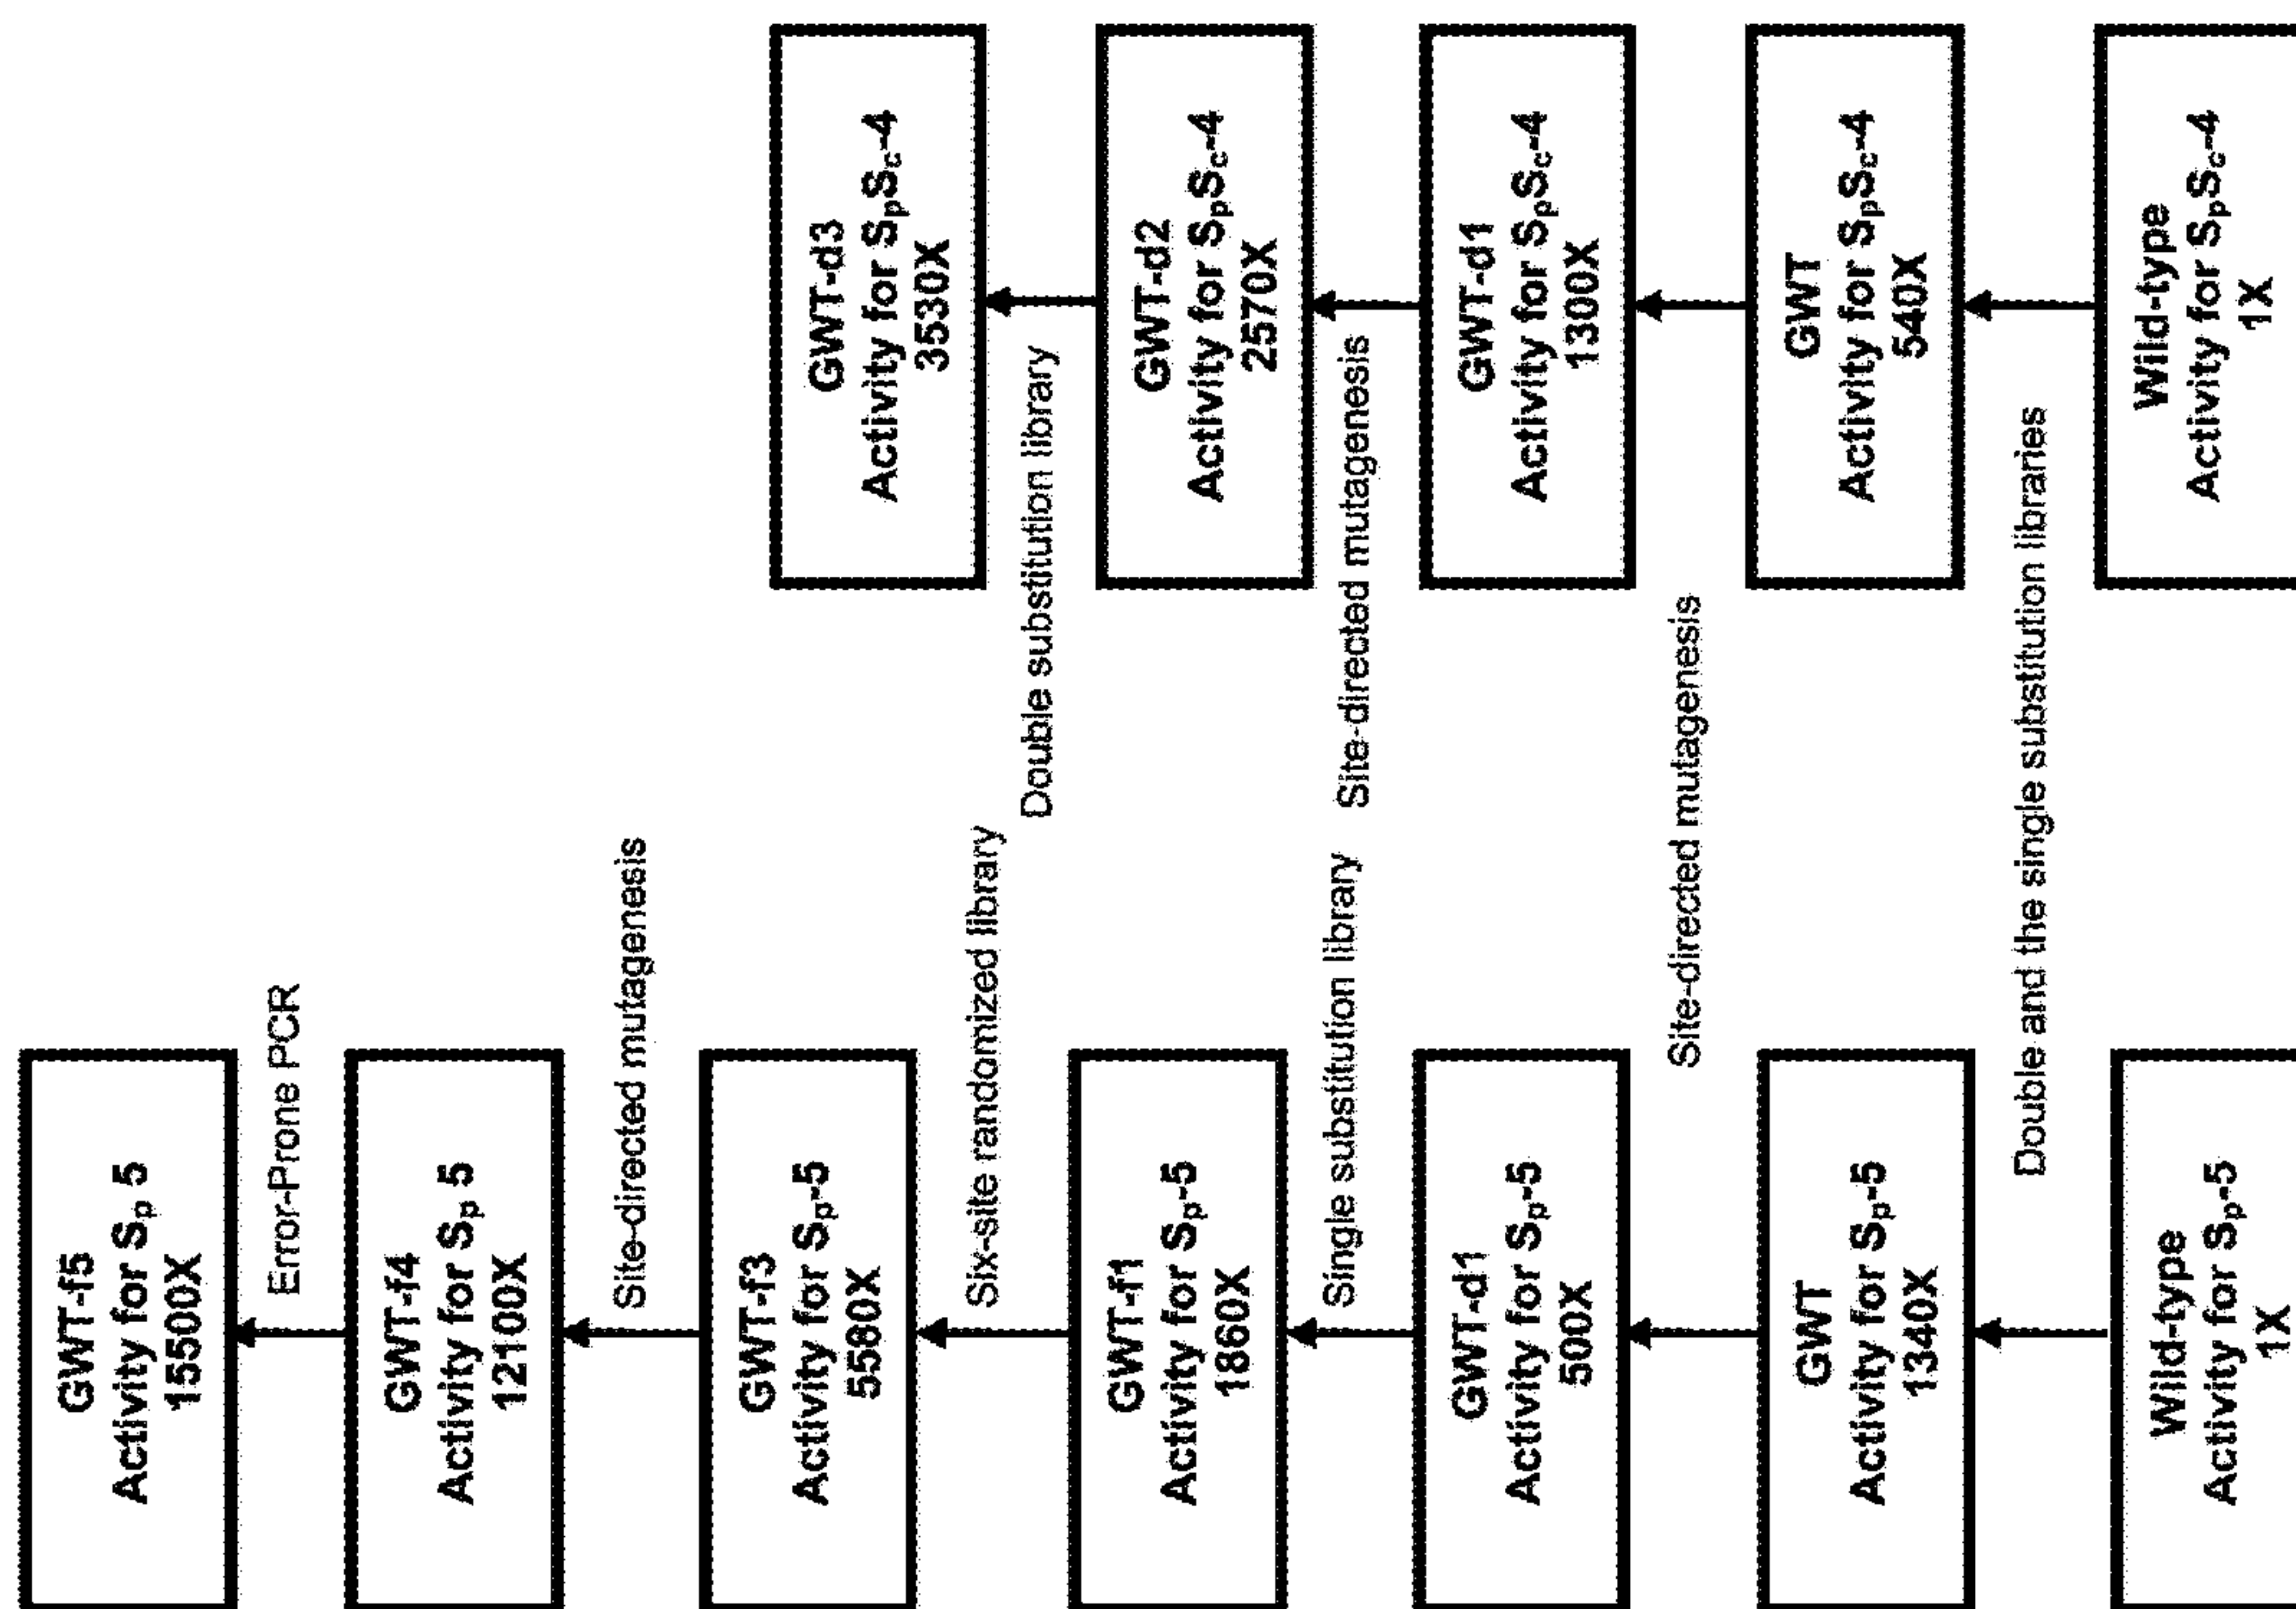 GWT-f5
Activity for Sp 5
15500X
Error-Prone PCR
GWT-f4
Activity for Sp 5
12100X
Site-directed mutagenesis
GWT-f3
Activity for Sp-5
5580X
GWT-d3
Activity for SpSc-4
3530X
Six-site randomized library
Double substitution library
GWT-f1
Activity for Sp-5
1860X
GWT-d2
Activity for SpSc-4
2570X
Single substitution library
Site-directed mutagenesis
GWT-d1
Activity for Sp-5
500X
GWT-d1
Activity for SpSc-4
1300X
Site-directed mutagenesis
GWT
Activity for Sp-5
1340X
GWT
Activity for SpSc-4
540X
Double and the single substitution libraries
Wild-type
Activity for Sp-5
1X
Wild-type
Activity for SpSc-4
1X